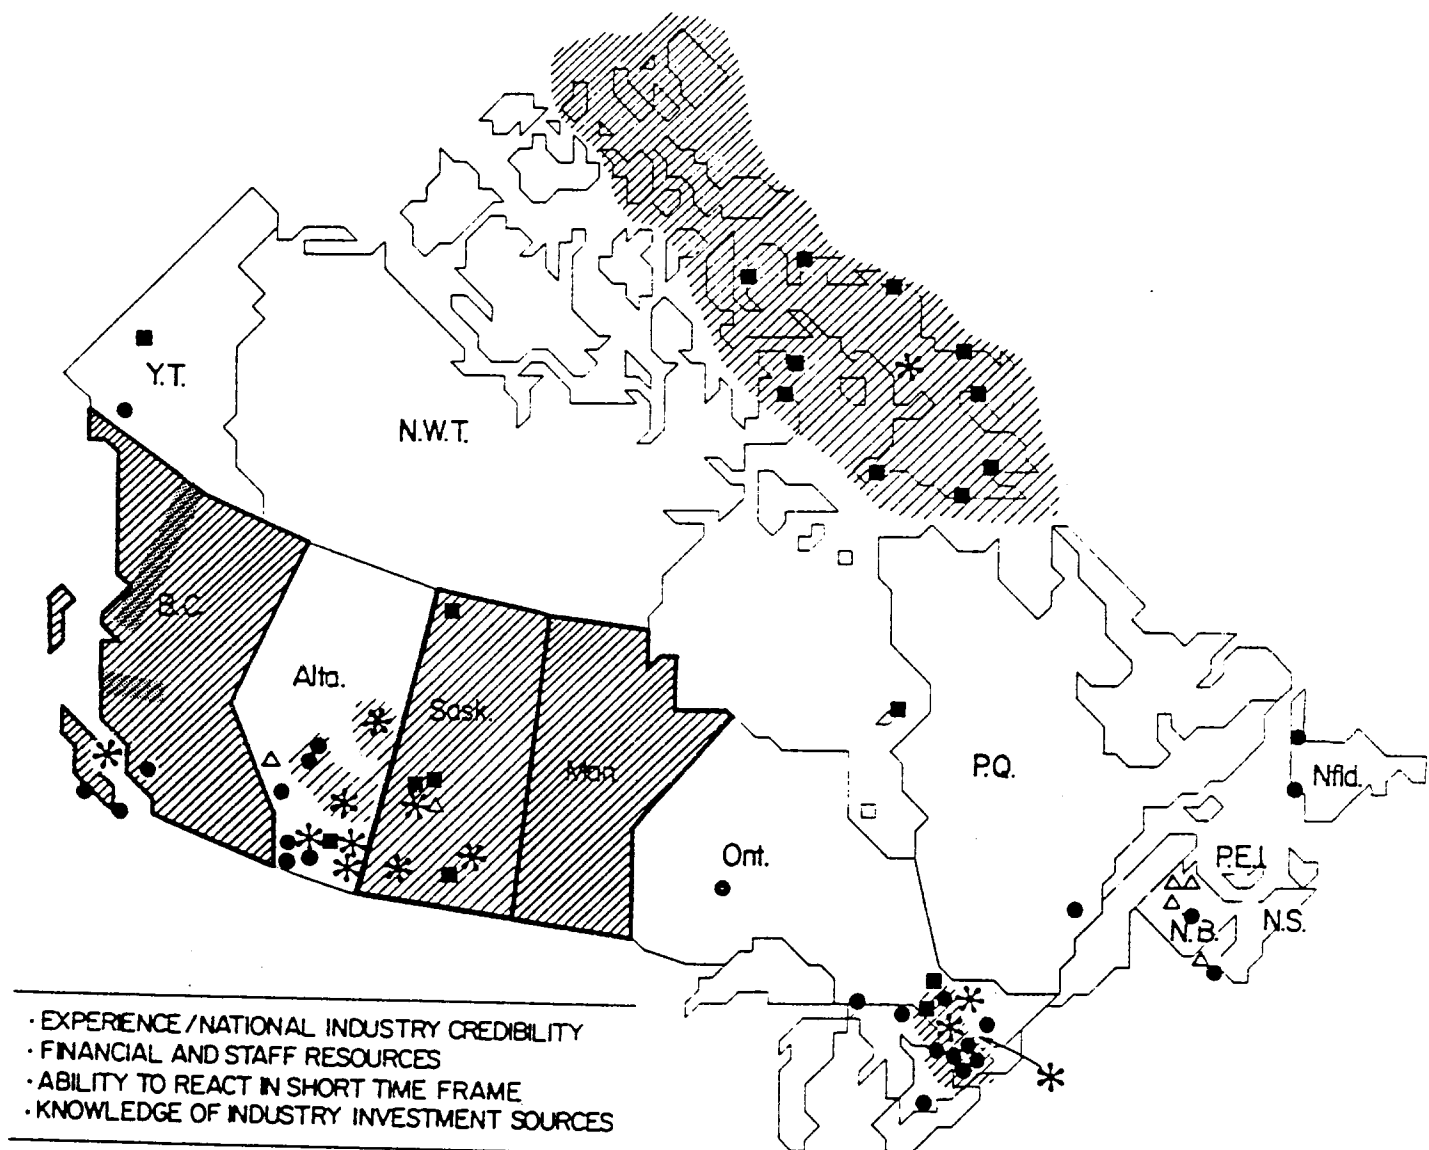 Y.T.
N.W.T.
B.C.
Alta.
Sask.
Man.
P.Q.
Nfld.
Ont.
P.E.I.
N.B.
N.S.
· EXPERIENCE/NATIONAL INDUSTRY CREDIBILITY
· FINANCIAL AND STAFF RESOURCES
· ABILITY TO REACT IN SHORT TIME FRAME
· KNOWLEDGE OF INDUSTRY INVESTMENT SOURCES